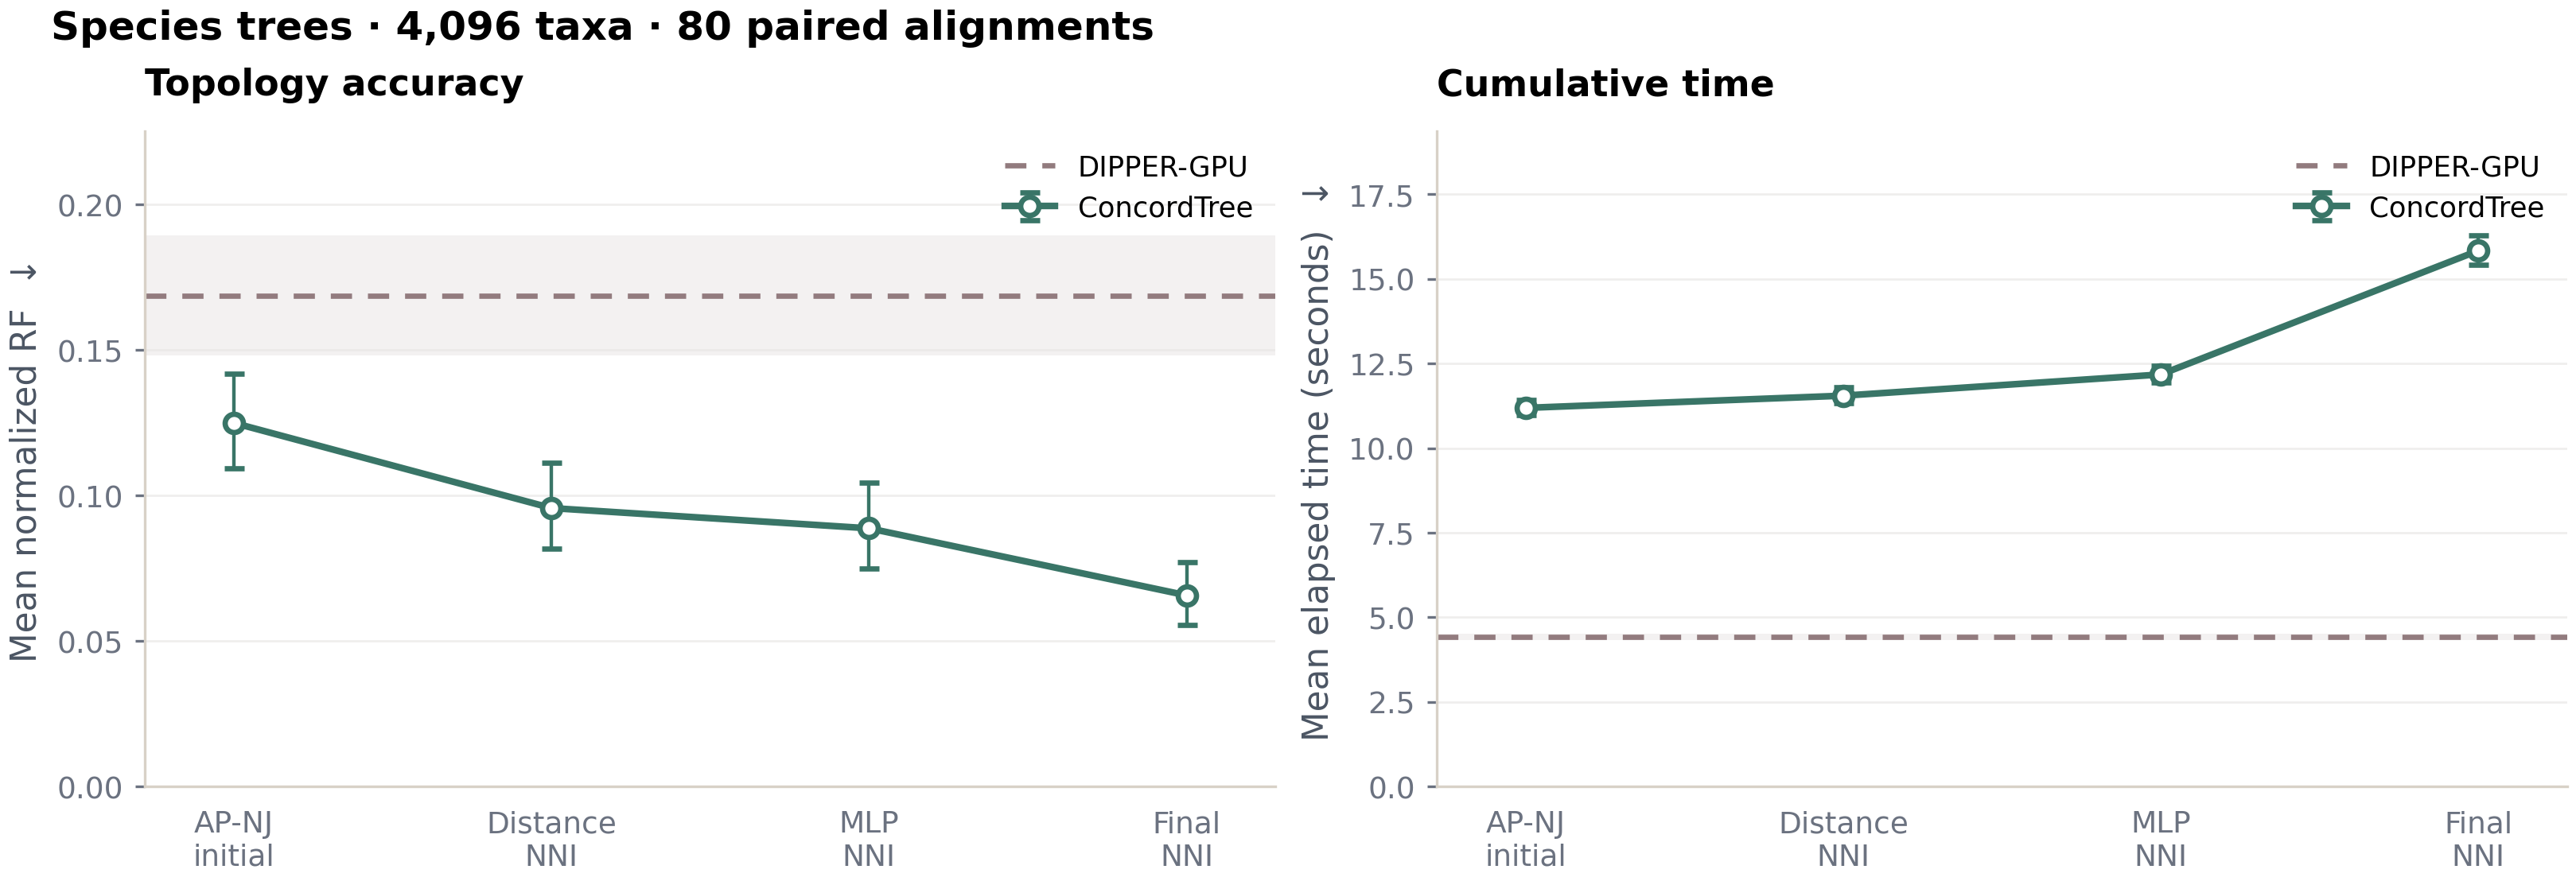 Species trees · 4,096 taxa · 80 paired alignments
Topology accuracy
DIPPER-GPU
ConcordTree
Mean normalized RF ↓
0.20
0.15
0.10
0.05
0.00
AP-NJ
initial
Distance
NNI
MLP
NNI
Final
NNI
Cumulative time
DIPPER-GPU
ConcordTree
Mean elapsed time (seconds) ↓
17.5
15.0
12.5
10.0
7.5
5.0
2.5
0.0
AP-NJ
initial
Distance
NNI
MLP
NNI
Final
NNI